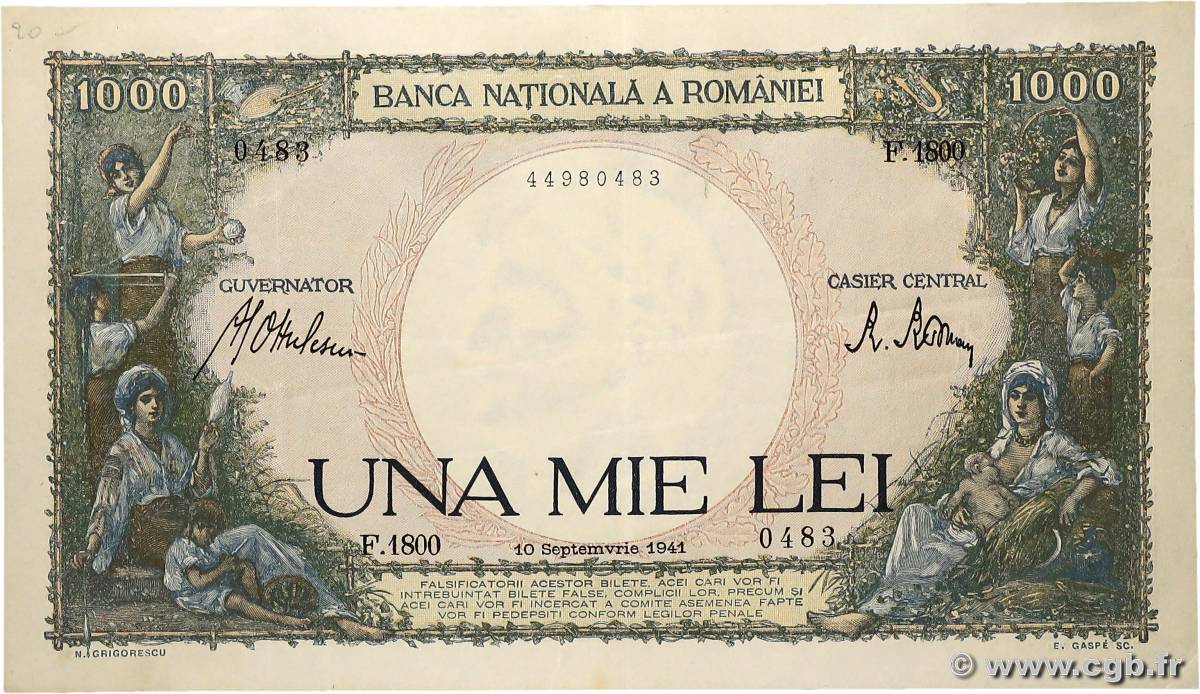 20
1000 BANCA NAȚIONALĂ A ROMÂNIEI 1000
0483 F.1800
44980483
GUVERNATOR CASIER CENTRAL
UNA MIE LEI
F.1800 10 Septemvrie 1941 0483
FALSIFICATORII ACESTOR BILETE, ACEI CARI VOR FI
INTREBUINȚAT BILETE FALSE, COMPLICII LOR, PRECUM ȘI
ACEI CARI VOR FI INCERCAT A COMITE ASEMENEA FAPTE
VOR FI PEDEPSIȚI CONFORM LEGILOR PENALE
N. GRIGORESCU E. GASPÉ SC.
© www.cgb.fr